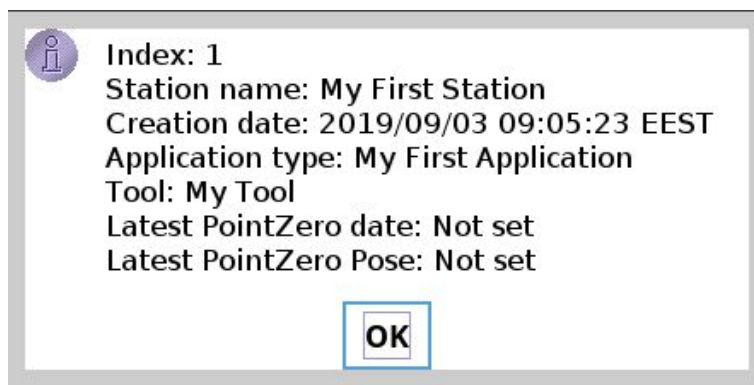 Index: 1
Station name: My First Station
Creation date: 2019/09/03 09:05:23 EEST
Application type: My First Application
Tool: My Tool
Latest PointZero date: Not set
Latest PointZero Pose: Not set
OK